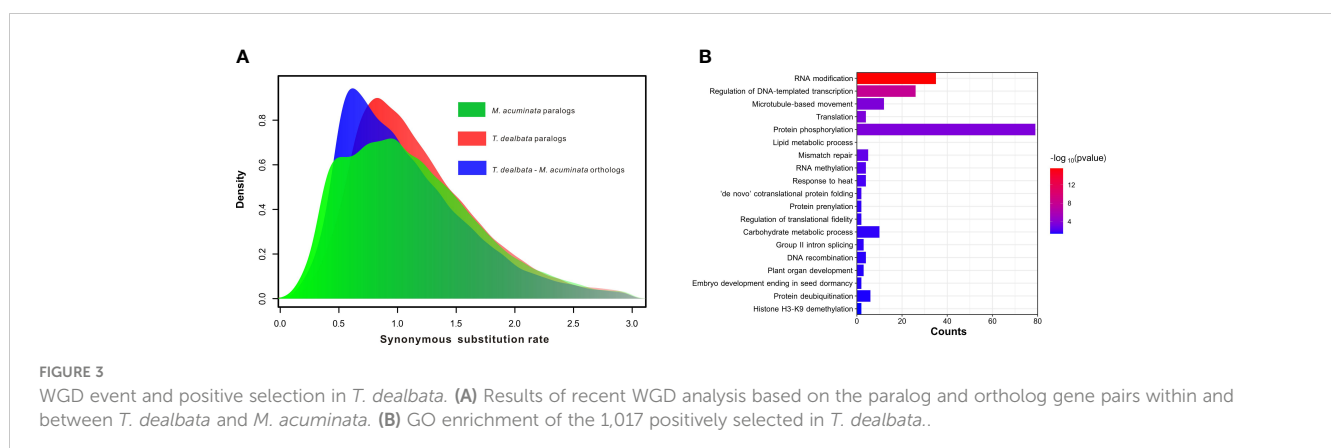 A
B
Density
0.0
0.2
0.4
0.6
0.8
0.0 0.5 1.0 1.5 2.0 2.5 3.0
Synonymous substitution rate
M. acuminata paralogs
T. dealbata paralogs
T. dealbata - M. acuminata orthologs
RNA modification
Regulation of DNA-templated transcription
Microtubule-based movement
Translation
Protein phosphorylation
Lipid metabolic process
Mismatch repair
RNA methylation
Response to heat
'de novo' cotranslational protein folding
Protein prenylation
Regulation of translational fidelity
Carbohydrate metabolic process
Group II intron splicing
DNA recombination
Plant organ development
Embryo development ending in seed dormancy
Protein deubiquitination
Histone H3-K9 demethylation
0 20 40 60 80
Counts
-log10(pvalue)
12
8
4
FIGURE 3
WGD event and positive selection in T. dealbata. (A) Results of recent WGD analysis based on the paralog and ortholog gene pairs within and
between T. dealbata and M. acuminata. (B) GO enrichment of the 1,017 positively selected in T. dealbata..